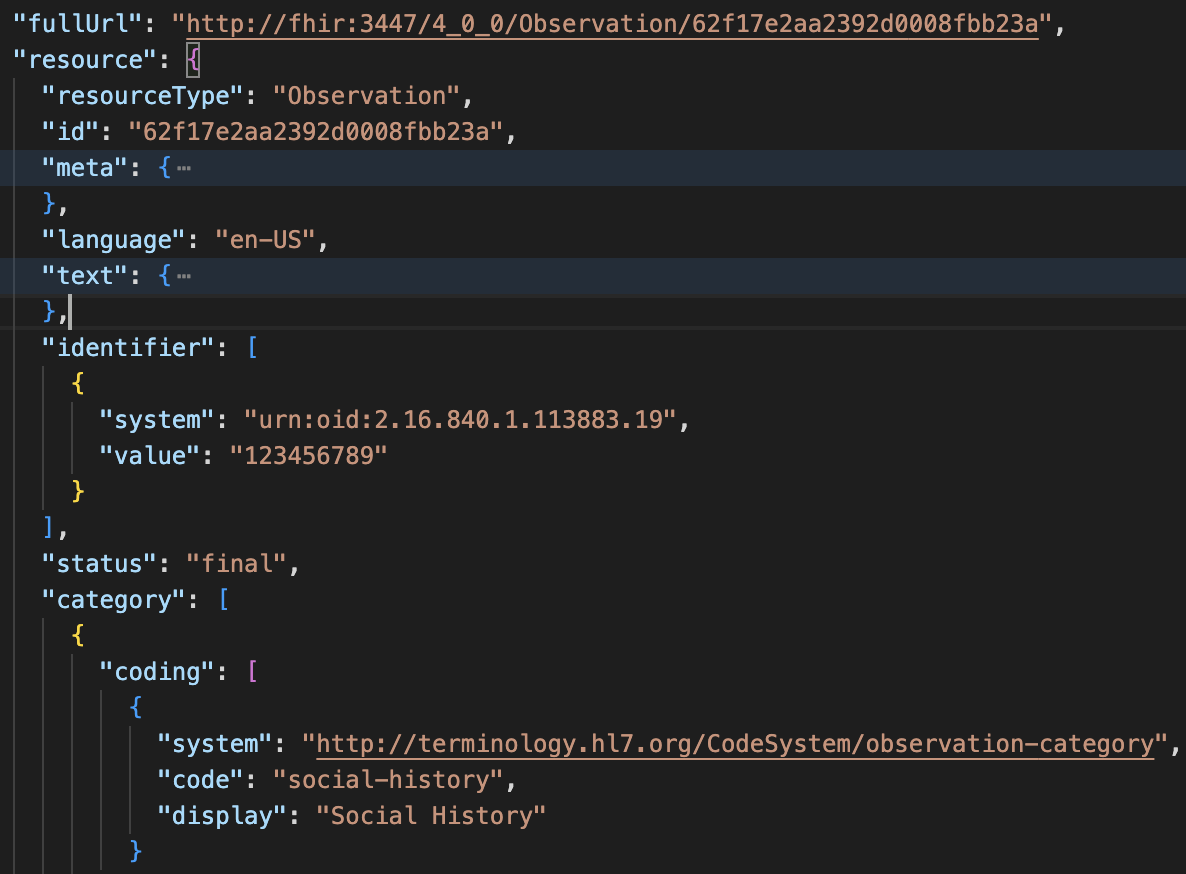 "fullUrl": "http://fhir:3447/4_0_0/Observation/62f17e2aa2392d0008fbb23a",
"resource": {
"resourceType": "Observation",
"id": "62f17e2aa2392d0008fbb23a",
"meta": {⋯
},
"language": "en-US",
"text": {⋯
},
"identifier": [
{
"system": "urn:oid:2.16.840.1.113883.19",
"value": "123456789"
}
],
"status": "final",
"category": [
{
"coding": [
{
"system": "http://terminology.hl7.org/CodeSystem/observation-category",
"code": "social-history",
"display": "Social History"
}